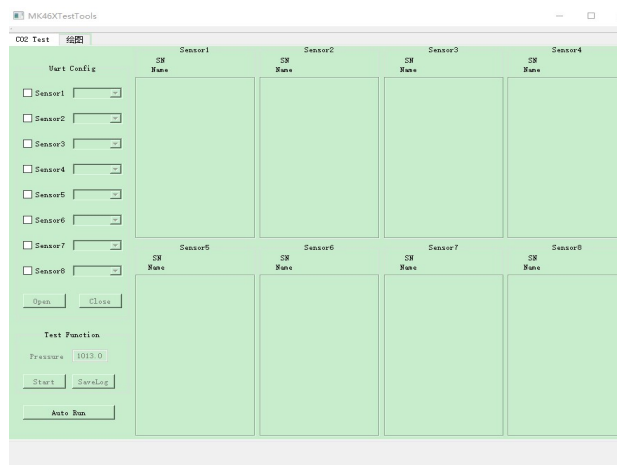 MK46XTestTools
CO2 Test 绘图
Uart Config
Sensor1
Sensor2
Sensor3
Sensor4
Sensor5
Sensor6
Sensor7
Sensor8
Open Close
Test Function
Pressure 1013.0
Start SaveLog
Auto Run
Sensor1 Sensor2 Sensor3 Sensor4
SN SN SN SN
Name Name Name Name
Sensor5 Sensor6 Sensor7 Sensor8
SN SN SN SN
Name Name Name Name